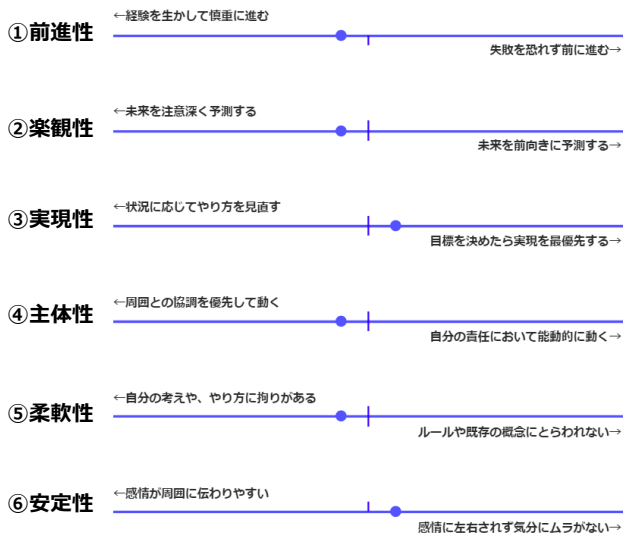 ←経験を生かして慎重に進む
①前進性
失敗を恐れず前に進む→
←未来を注意深く予測する
②楽観性
未来を前向きに予測する→
←状況に応じてやり方を見直す
③実現性
目標を決めたら実現を最優先する→
←周囲との協調を優先して動く
④主体性
自分の責任において能動的に動く→
←自分の考えや、やり方に拘りがある
⑤柔軟性
ルールや既存の概念にとらわれない→
←感情が周囲に伝わりやすい
⑥安定性
感情に左右されず気分にムラがない→